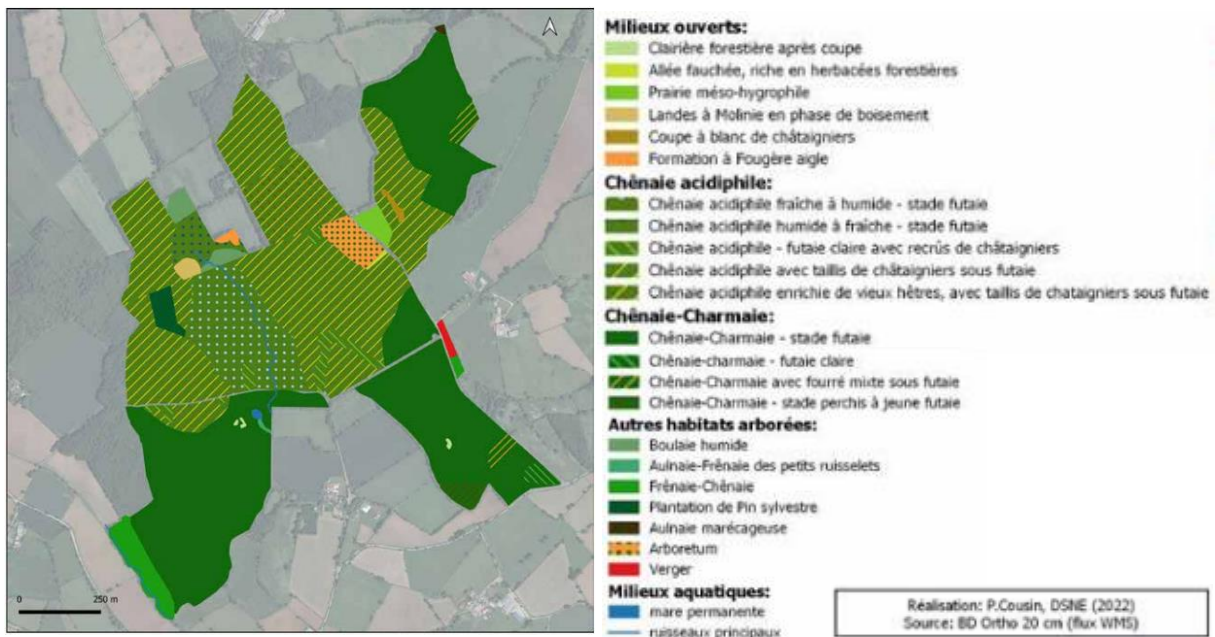 0 250 m
Milieux ouverts:
Clairière forestière après coupe
Allée fauchée, riche en herbacées forestières
Prairie méso-hygrophile
Landes à Molinie en phase de boisement
Coupe à blanc de châtaigniers
Formation à Fougère aigle
Chênaie acidiphile:
Chênaie acidiphile fraîche à humide - stade futaie
Chênaie acidiphile humide à fraîche - stade futaie
Chênaie acidiphile - futaie claire avec recrûs de châtaigniers
Chênaie acidiphile avec taillis de châtaigniers sous futaie
Chênaie acidiphile enrichie de vieux hêtres, avec taillis de chataigniers sous futaie
Chênaie-Charmaie:
Chênaie-Charmaie - stade futaie
Chênaie-charmaie - futaie claire
Chênaie-Charmaie avec fourré mixte sous futaie
Chênaie-Charmaie - stade perchis à jeune futaie
Autres habitats arborées:
Boulaie humide
Aulnaie-Frênaie des petits ruisselets
Frênaie-Chênaie
Plantation de Pin sylvestre
Aulnaie marécageuse
Arboretum
Verger
Milieux aquatiques:
mare permanente
ruisseaux principaux
Réalisation: P.Cousin, DSNE (2022)
Source: BD Ortho 20 cm (flux WMS)